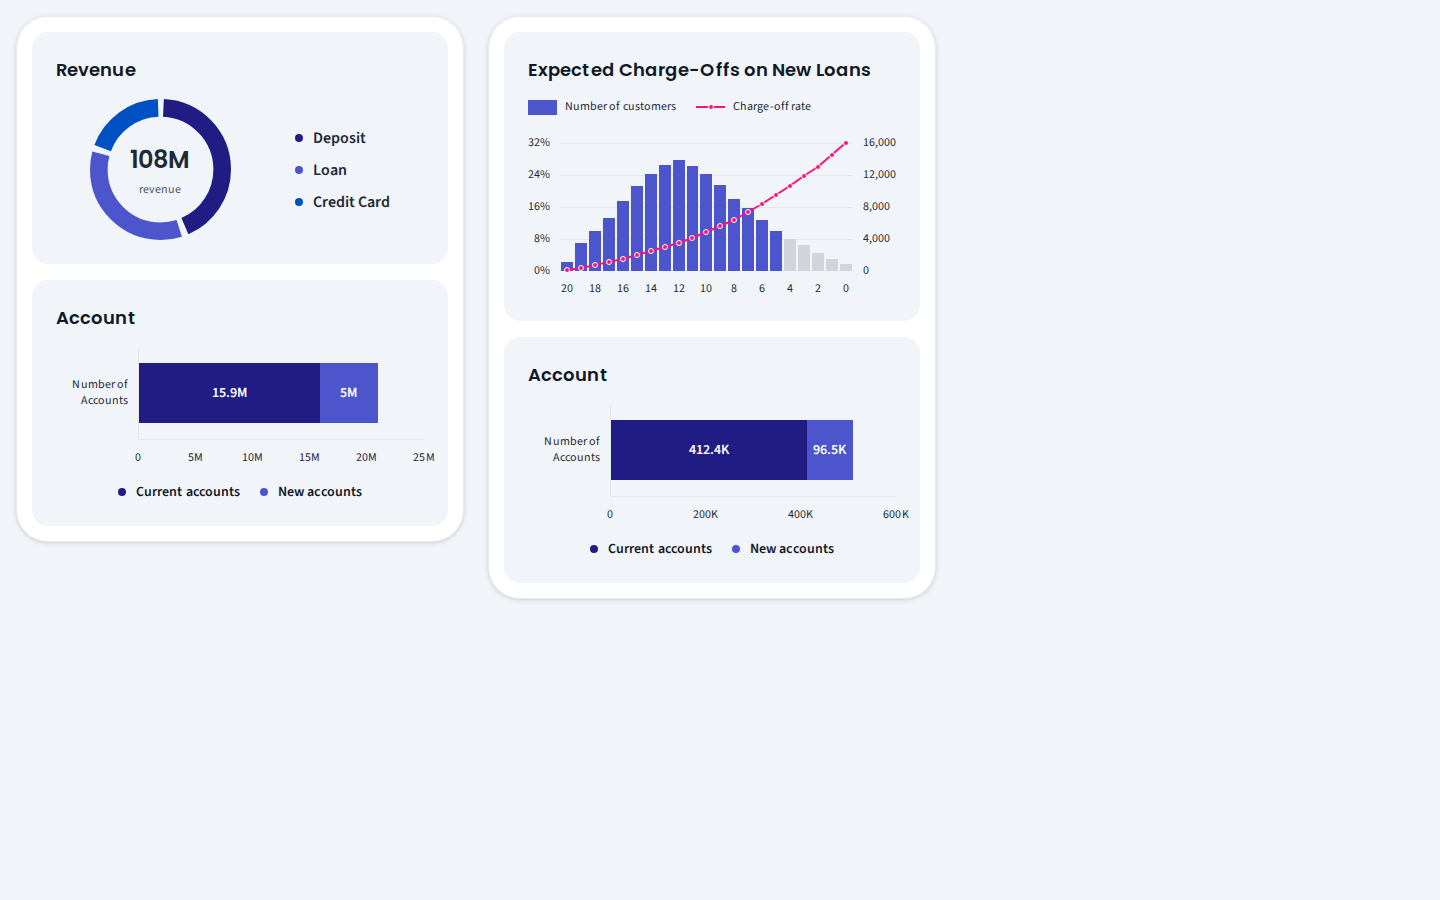 Revenue
108M
revenue
Deposit
Loan
Credit Card
Account
Number of
Accounts
15.9M
5M
0 5M 10M 15M 20M 25M
Current accounts New accounts
Expected Charge-Offs on New Loans
Number of customers Charge-off rate
32% 16,000
24% 12,000
16% 8,000
8% 4,000
0% 0
20 18 16 14 12 10 8 6 4 2 0
Account
Number of
Accounts
412.4K
96.5K
0 200K 400K 600K
Current accounts New accounts